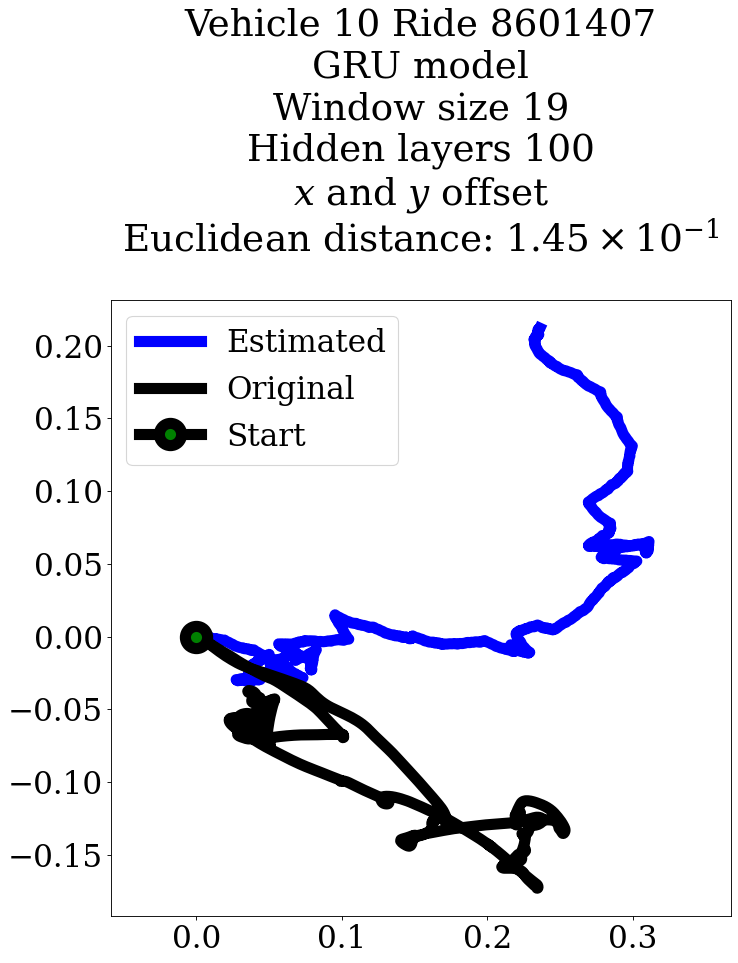 Vehicle 10 Ride 8601407
GRU model
Window size 19
Hidden layers 100
x and y offset
Euclidean distance: 1.45 × 10⁻¹
Estimated
Original
Start
0.20
0.15
0.10
0.05
0.00
−0.05
−0.10
−0.15
0.0 0.1 0.2 0.3